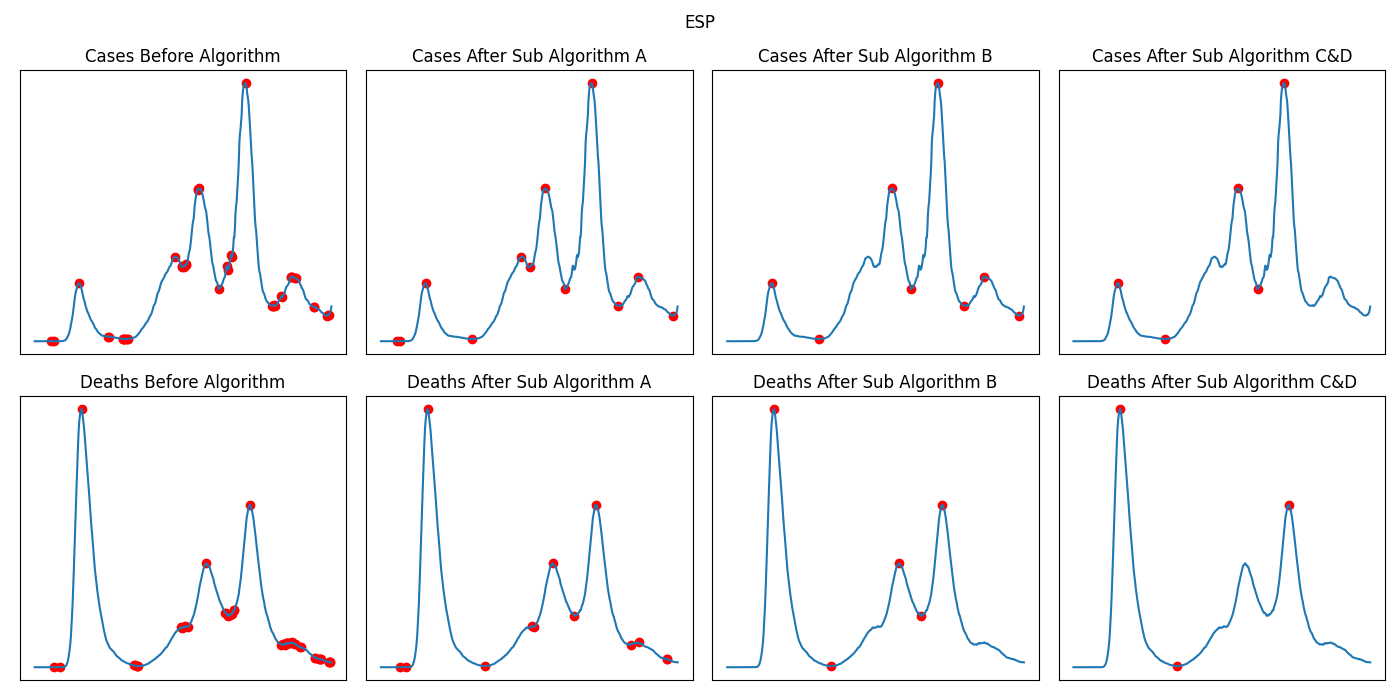 ESP
Cases Before Algorithm
Cases After Sub Algorithm A
Cases After Sub Algorithm B
Cases After Sub Algorithm C&D
Deaths Before Algorithm
Deaths After Sub Algorithm A
Deaths After Sub Algorithm B
Deaths After Sub Algorithm C&D